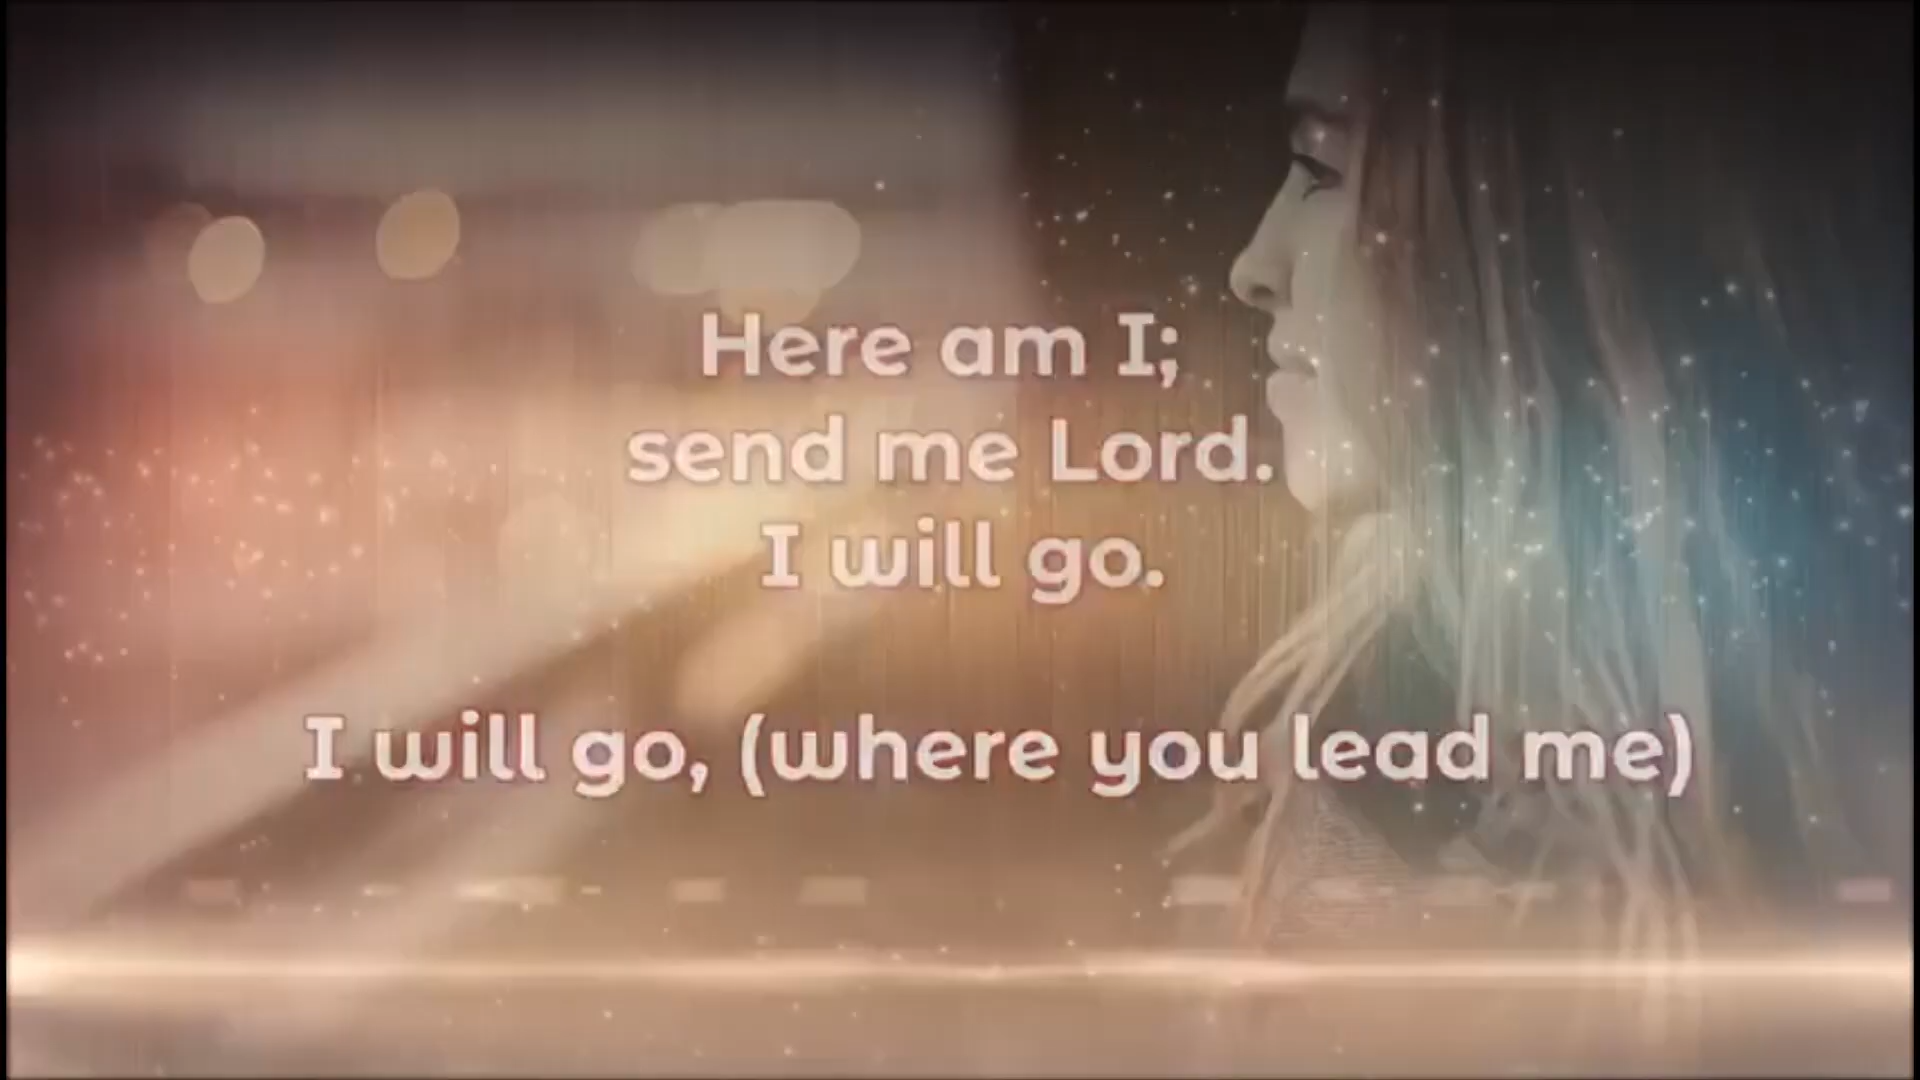 Here am I;
send me Lord.
I will go.
I will go, (where you lead me)